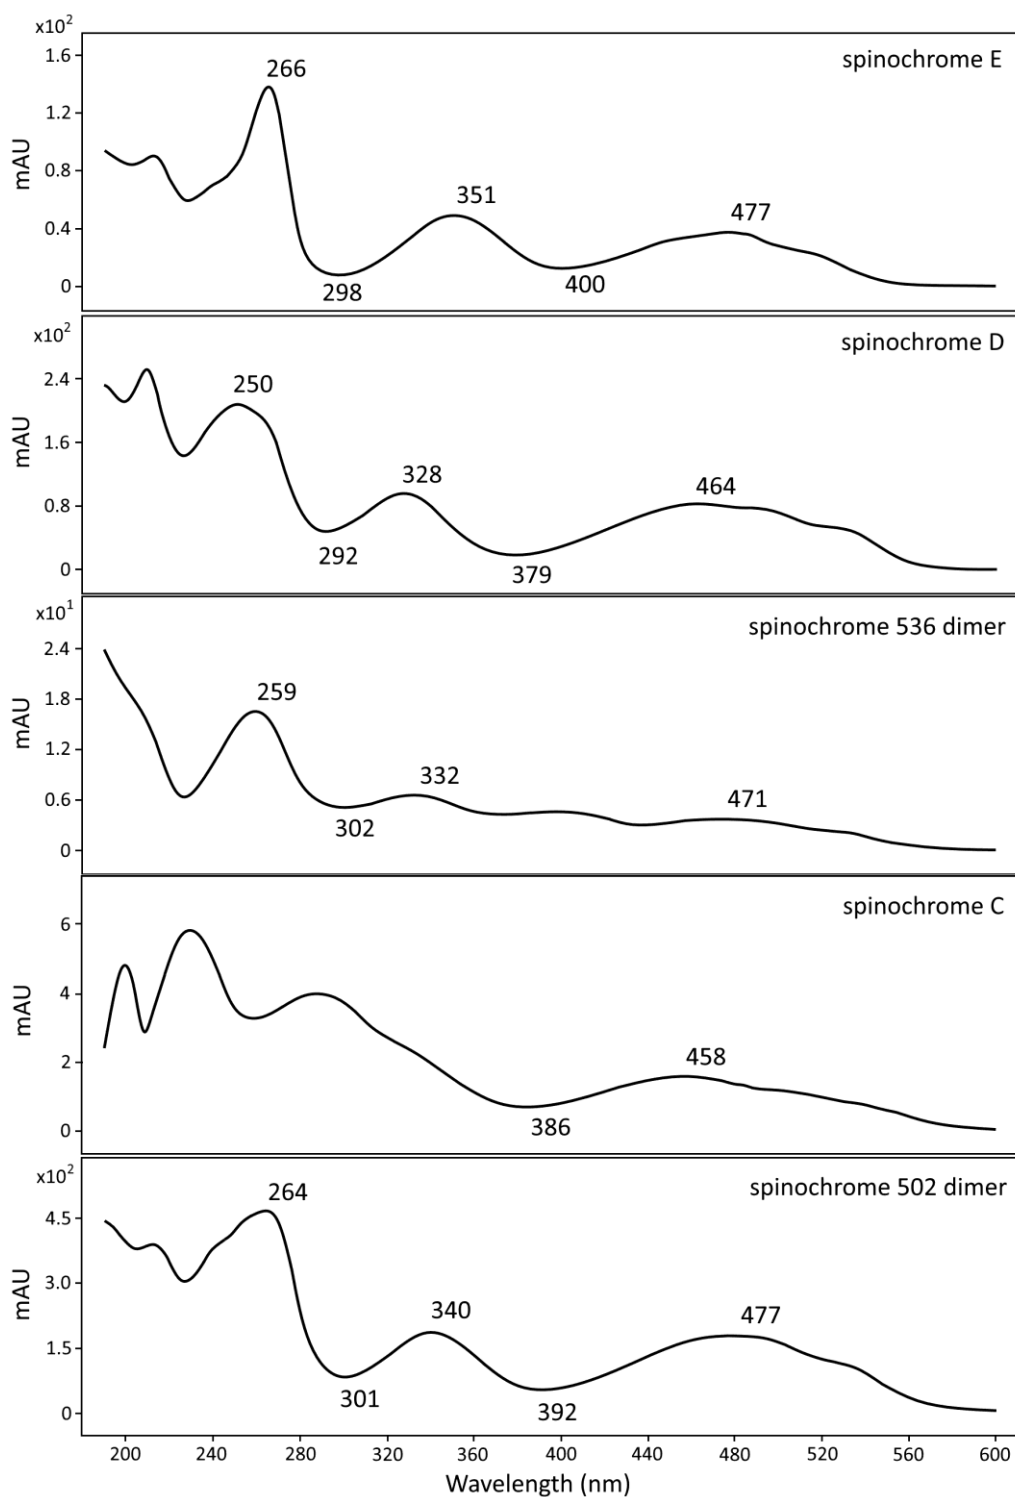 x10²
spinochrome E
1.6
266
1.2
mAU
0.8
351
477
0.4
0
298
400
x10²
spinochrome D
2.4
250
mAU
1.6
328
464
0.8
292
379
0
x10¹
spinochrome 536 dimer
2.4
259
1.8
mAU
1.2
332
471
0.6
302
0
spinochrome C
6
mAU
4
2
458
386
0
x10²
spinochrome 502 dimer
264
4.5
mAU
3.0
340
477
1.5
301
392
0
200 240 280 320 360 400 440 480 520 560 600
Wavelength (nm)